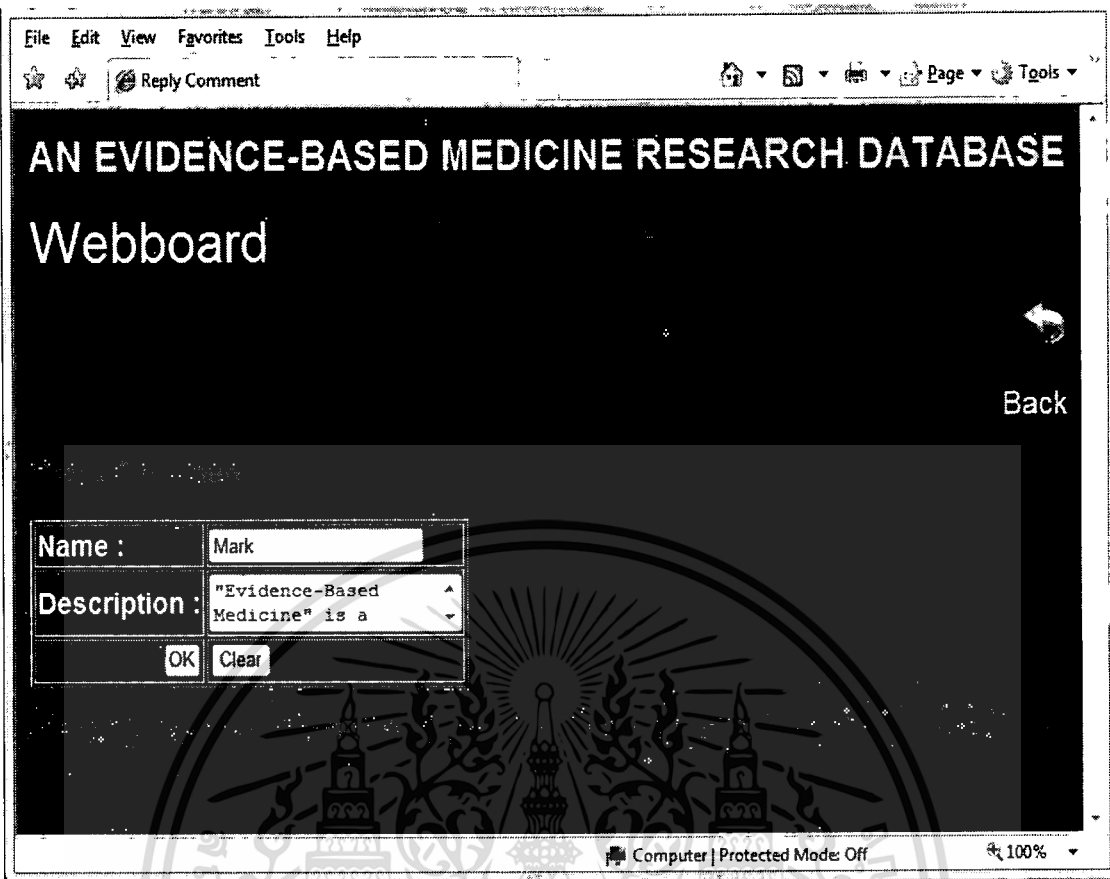 File Edit View Favorites Tools Help
Reply Comment Page Tools
AN EVIDENCE-BASED MEDICINE RESEARCH DATABASE
Webboard
Back
Name : Mark
Description : "Evidence-Based
Medicine" is a
OK Clear
Computer | Protected Mode: Off 100%